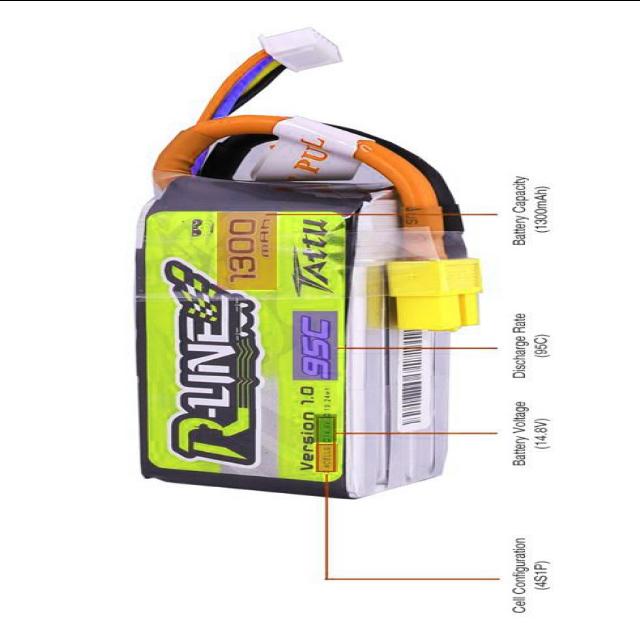 PUL
1300
mAh
TATTU
R-LINE
95C
Version 1.0
Battery Capacity
(1300mAh)
Discharge Rate
(95C)
Battery Voltage
(14.8V)
Cell Configuration
(4S1P)